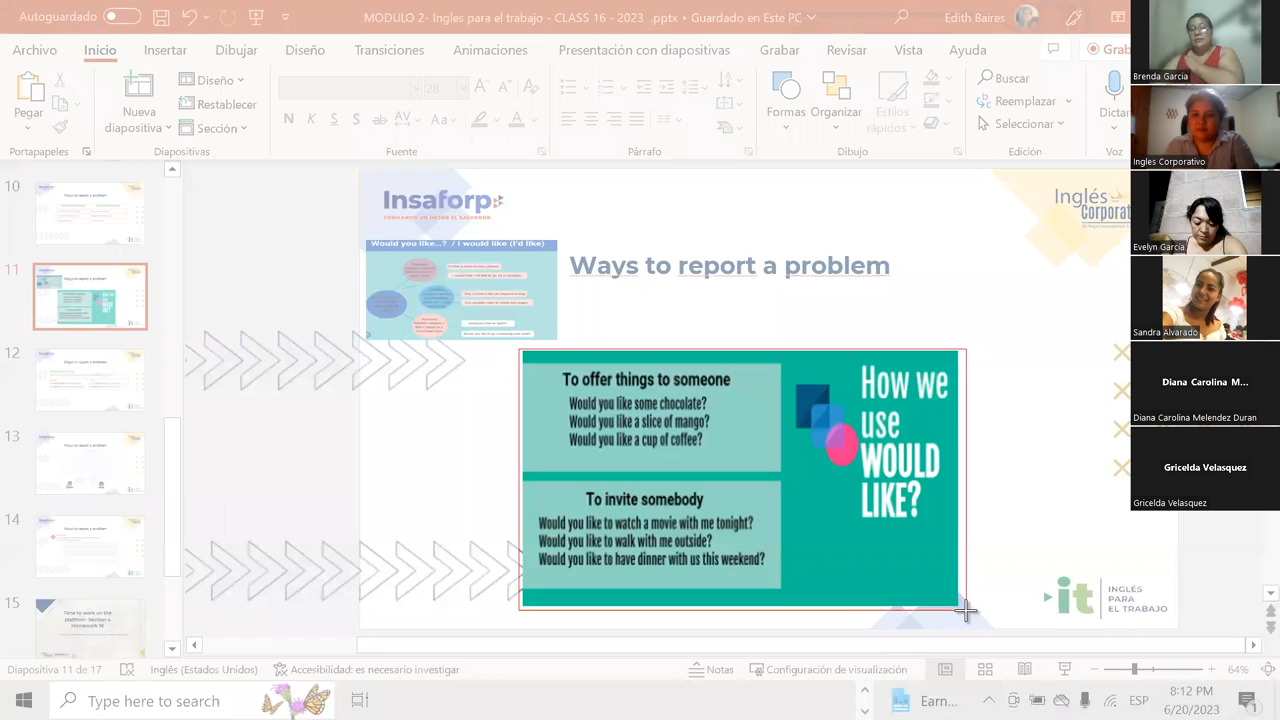 Autoguardado
MODULO 2- Ingles para el trabajo - CLASS 16 - 2023 .pptx • Guardado en Este PC
Edith Baires
Archivo Inicio Insertar Dibujar Diseño Transiciones Animaciones Presentación con diapositivas Grabar Revisar Vista Ayuda Grab
Pegar
Nueva
diapositiva
Diseño
Restablecer
Sección
Formas
Organizar
Estilos
rápidos
Buscar
Reemplazar
Seleccionar
Dictar
Portapapeles Diapositivas Fuente Párrafo Dibujo Edición Voz
10
11
12
13
14
15
Insaforp
FORMANDO UN MEJOR EL SALVADOR
Inglés
Corporati
Would you like...? / I would like (I'd like)
Ways to report a problem
To offer things to someone
Would you like some chocolate?
Would you like a slice of mango?
Would you like a cup of coffee?
To invite somebody
Would you like to watch a movie with me tonight?
Would you like to walk with me outside?
Would you like to have dinner with us this weekend?
How we
use
WOULD
LIKE?
it
INGLÉS
PARA
EL TRABAJO
Brenda Garcia
Ingles Corporativo
Evelyn García
Sandra Alvarado
Diana Carolina M...
Diana Carolina Melendez Duran
Gricelda Velasquez
Gricelda Velasquez
Diapositiva 11 de 17
Inglés (Estados Unidos)
Accesibilidad: es necesario investigar
Notas
Configuración de visualización
64%
Type here to search
Earn...
ESP
8:12 PM
6/20/2023
1